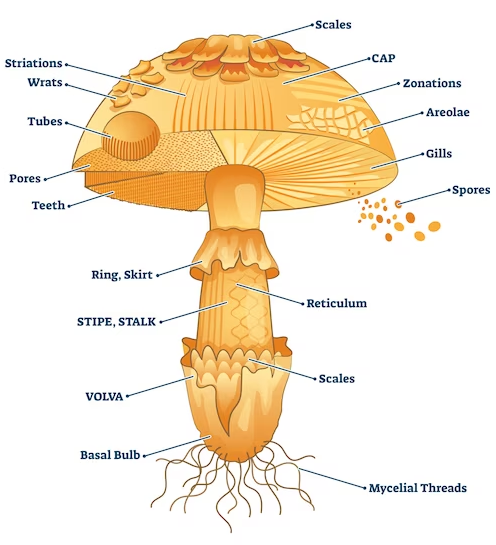 Scales
CAP
Striations
Wrats
Zonations
Areolae
Tubes
Gills
Pores
Spores
Teeth
Ring, Skirt
Reticulum
STIPE, STALK
Scales
VOLVA
Basal Bulb
Mycelial Threads